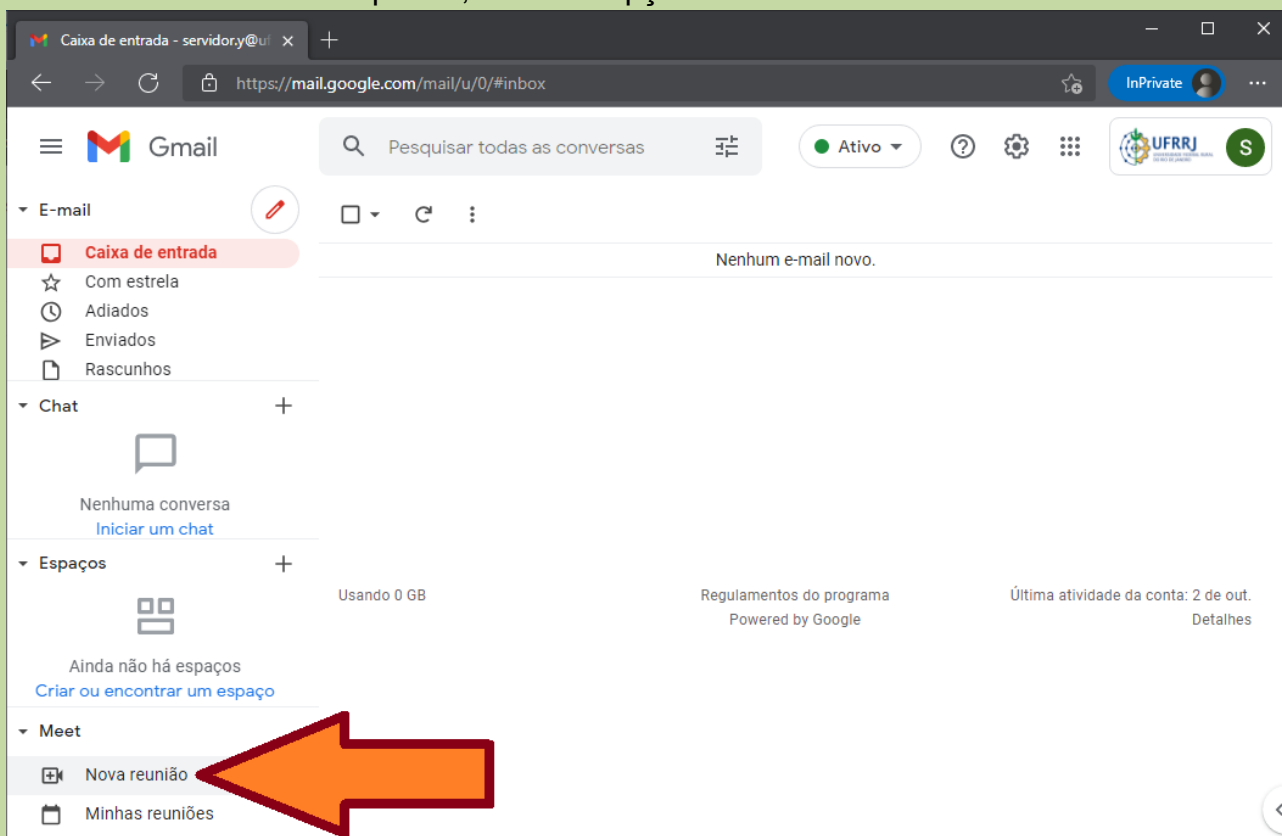 Caixa de entrada - servidor.y@uf
https://mail.google.com/mail/u/0/#inbox
InPrivate
Gmail
Pesquisar todas as conversas
Ativo
UFRRJ
S
E-mail
Caixa de entrada
Nenhum e-mail novo.
Com estrela
Adiados
Enviados
Rascunhos
Chat
Nenhuma conversa
Iniciar um chat
Espaços
Usando 0 GB
Regulamentos do programa
Última atividade da conta: 2 de out.
Powered by Google
Detalhes
Ainda não há espaços
Criar ou encontrar um espaço
Meet
Nova reunião
Minhas reuniões